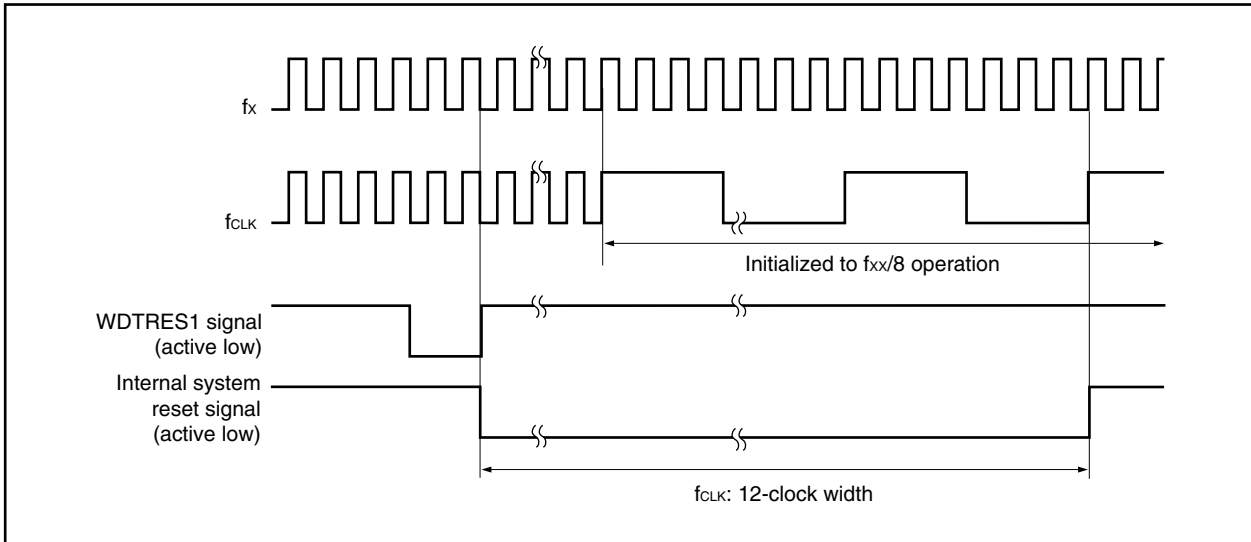 fX
fCLK
Initialized to fXX/8 operation
WDTRES1 signal
(active low)
Internal system
reset signal
(active low)
fCLK: 12-clock width